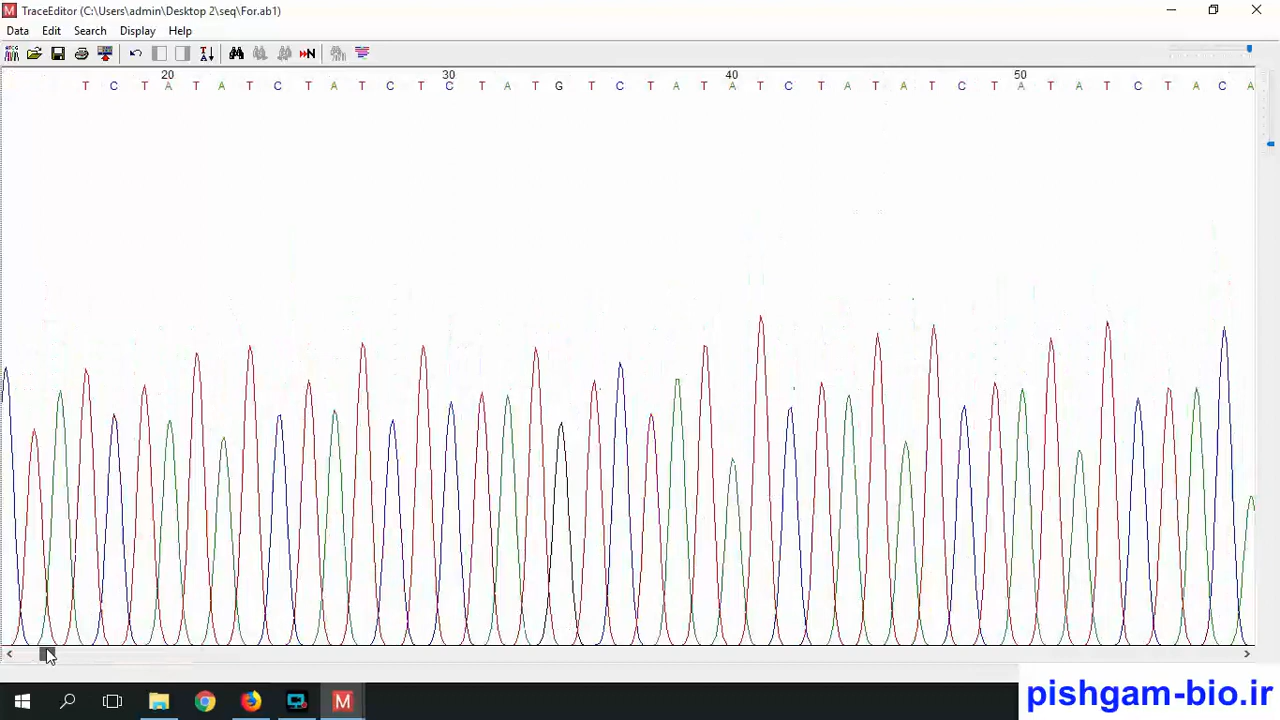 TraceEditor (C:\Users\admin\Desktop 2\seq\For.ab1)
Data Edit Search Display Help
20 30 40 50
T C T A T A T C T A T C T C T A T G T C T A T A T C T A T A T C T A T A T C T A C A
pishgam-bio.ir